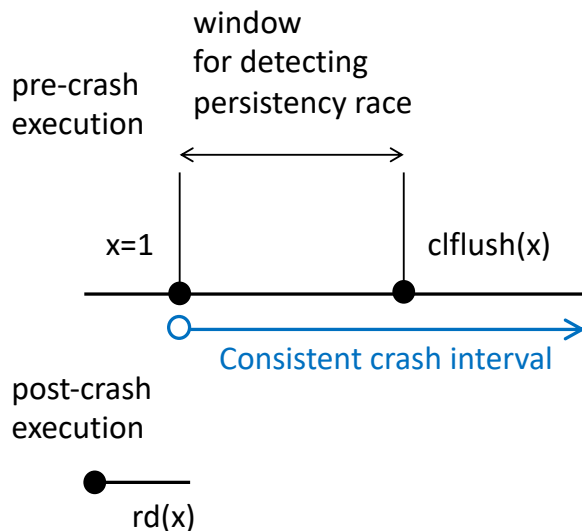 window
for detecting
persistency race
pre-crash
execution
x=1
clflush(x)
Consistent crash interval
post-crash
execution
rd(x)